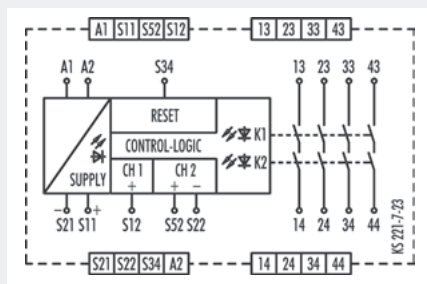 A1 S11 S52 S12 13 23 33 43
A1 A2 S34 13 23 33 43
RESET
CONTROL-LOGIC
K1
K2
SUPPLY
CH 1 CH 2
+ + −
− +
S21 S11 S12 S52 S22 14 24 34 44
KS 221-7-23
S21 S22 S34 A2 14 24 34 44